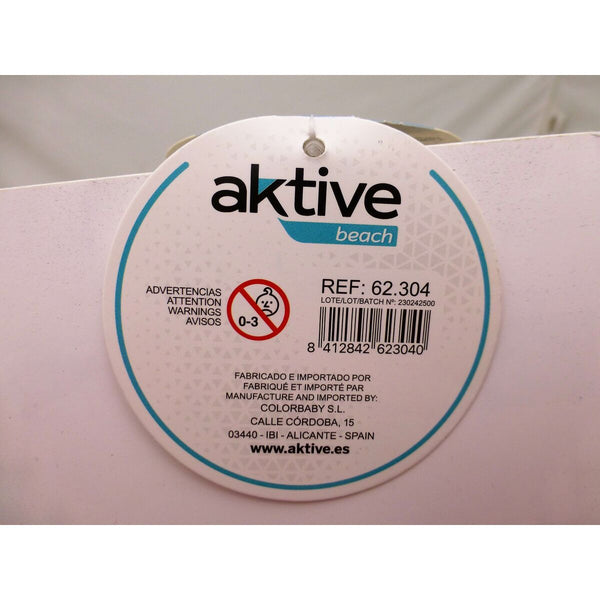 aktive
beach
ADVERTENCIAS
ATTENTION
WARNINGS
AVISOS
0-3
REF: 62.304
LOTE/LOT/BATCH Nº: 230242500
8 412842 623040
FABRICADO E IMPORTADO POR
FABRIQUÉ ET IMPORTÉ PAR
MANUFACTURE AND IMPORTED BY:
COLORBABY S.L.
CALLE CÓRDOBA, 15
03440 - IBI - ALICANTE - SPAIN
www.aktive.es